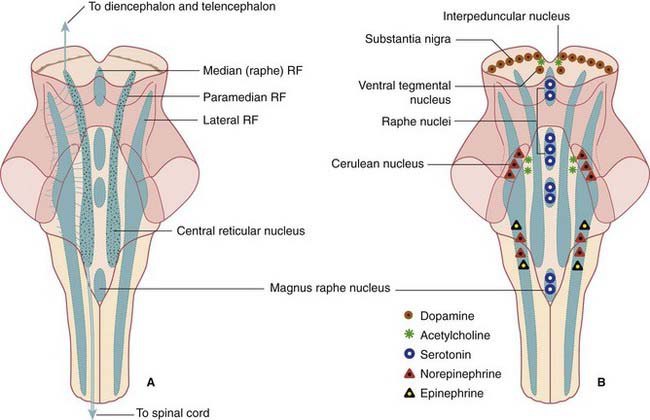 To diencephalon and telencephalon
Median (raphe) RF
Paramedian RF
Lateral RF
Central reticular nucleus
Magnus raphe nucleus
A
To spinal cord
Interpeduncular nucleus
Substantia nigra
Ventral tegmental
nucleus
Raphe nuclei
Cerulean nucleus
Dopamine
Acetylcholine
Serotonin
Norepinephrine
Epinephrine
B